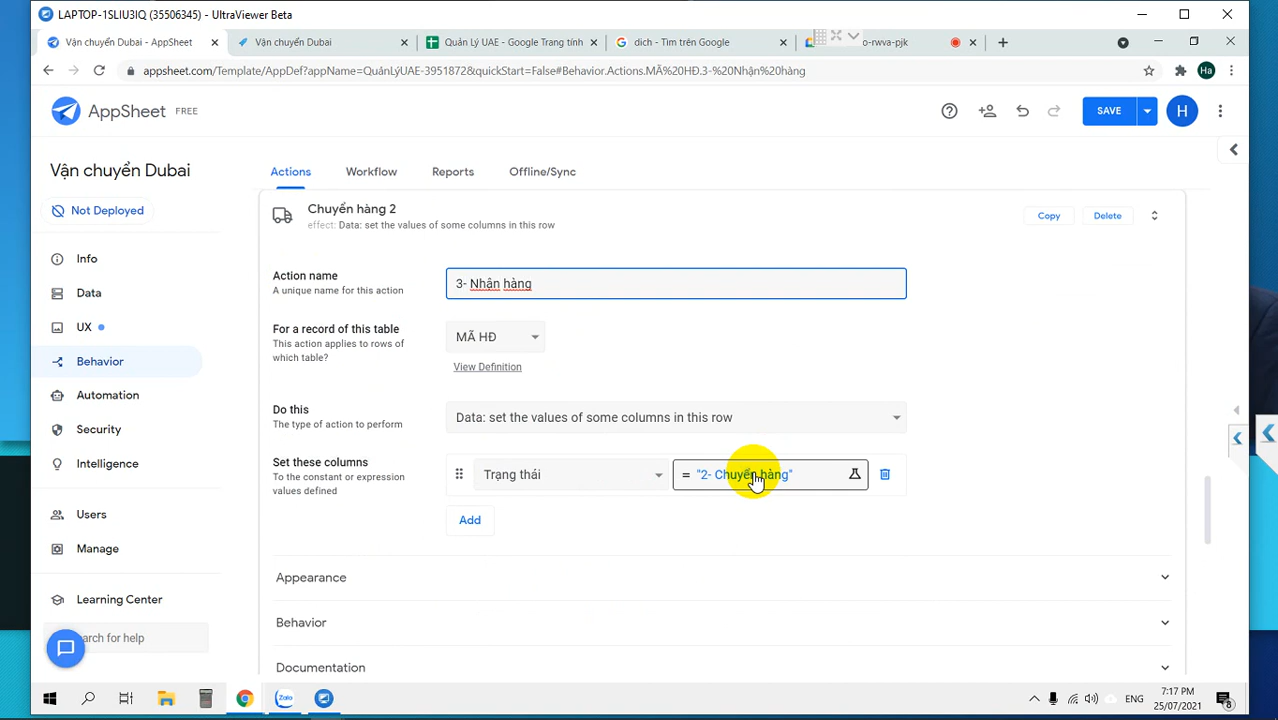 LAPTOP-1SLIU3IQ (35506345) - UltraViewer Beta
Vận chuyển Dubai - AppSheet
Vận chuyển Dubai
Quản Lý UAE - Google Trang tính
dich - Tìm trên Google
o-rwva-pjk
appsheet.com/Template/AppDef?appName=QuảnLýUAE-3951872&quickStart=False#Behavior.Actions.MÃ%20HĐ.3-%20Nhận%20hàng
Ha
AppSheet FREE
SAVE
H
Vận chuyển Dubai
Not Deployed
Info
Data
UX
Behavior
Automation
Security
Intelligence
Users
Manage
Learning Center
earch for help
Actions
Workflow
Reports
Offline/Sync
Chuyển hàng 2
effect: Data: set the values of some columns in this row
Copy
Delete
Action name
A unique name for this action
3- Nhận hàng
For a record of this table
This action applies to rows of
which table?
MÃ HĐ
View Definition
Do this
The type of action to perform
Data: set the values of some columns in this row
Set these columns
To the constant or expression
values defined
Trạng thái
= "2- Chuyển hàng"
Add
Appearance
Behavior
Documentation
Zalo
ENG
7:17 PM
25/07/2021
8